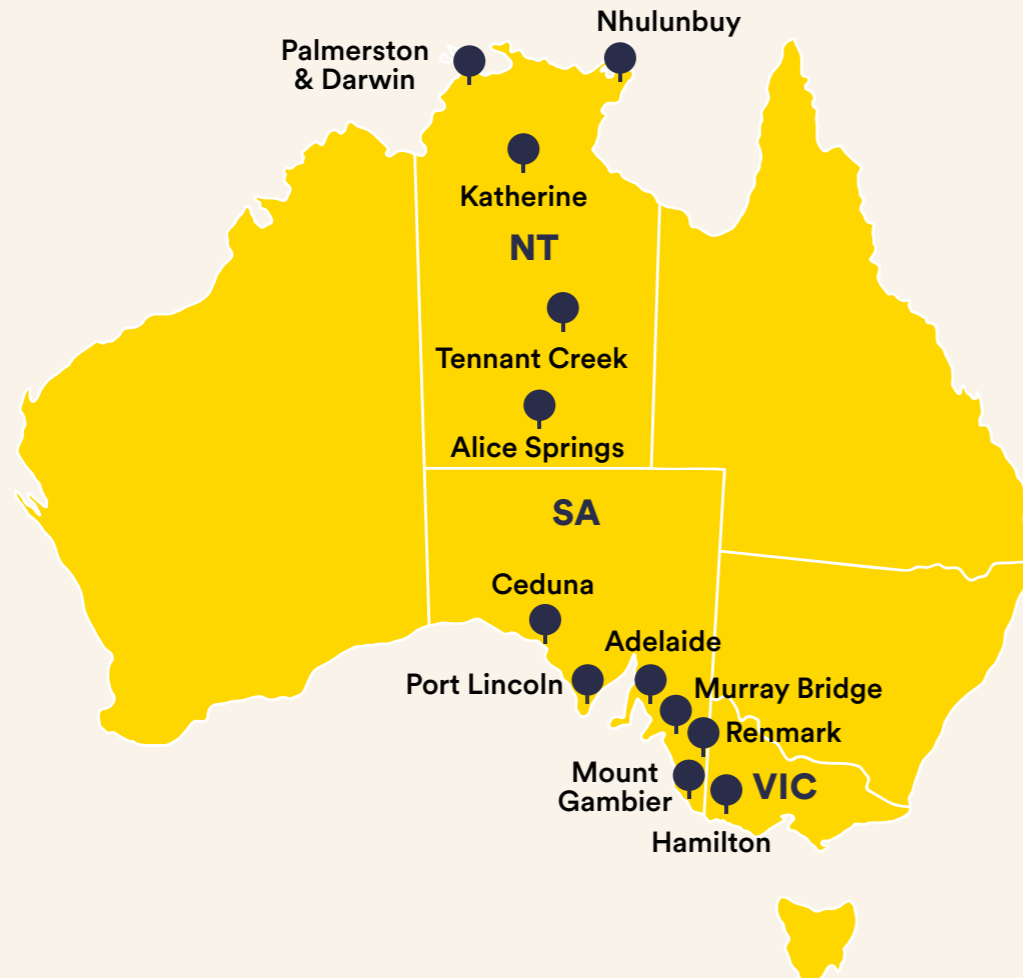 Nhulunbuy
Palmerston
& Darwin
Katherine
NT
Tennant Creek
Alice Springs
SA
Ceduna
Adelaide
Port Lincoln
Murray Bridge
Renmark
Mount
Gambier
VIC
Hamilton